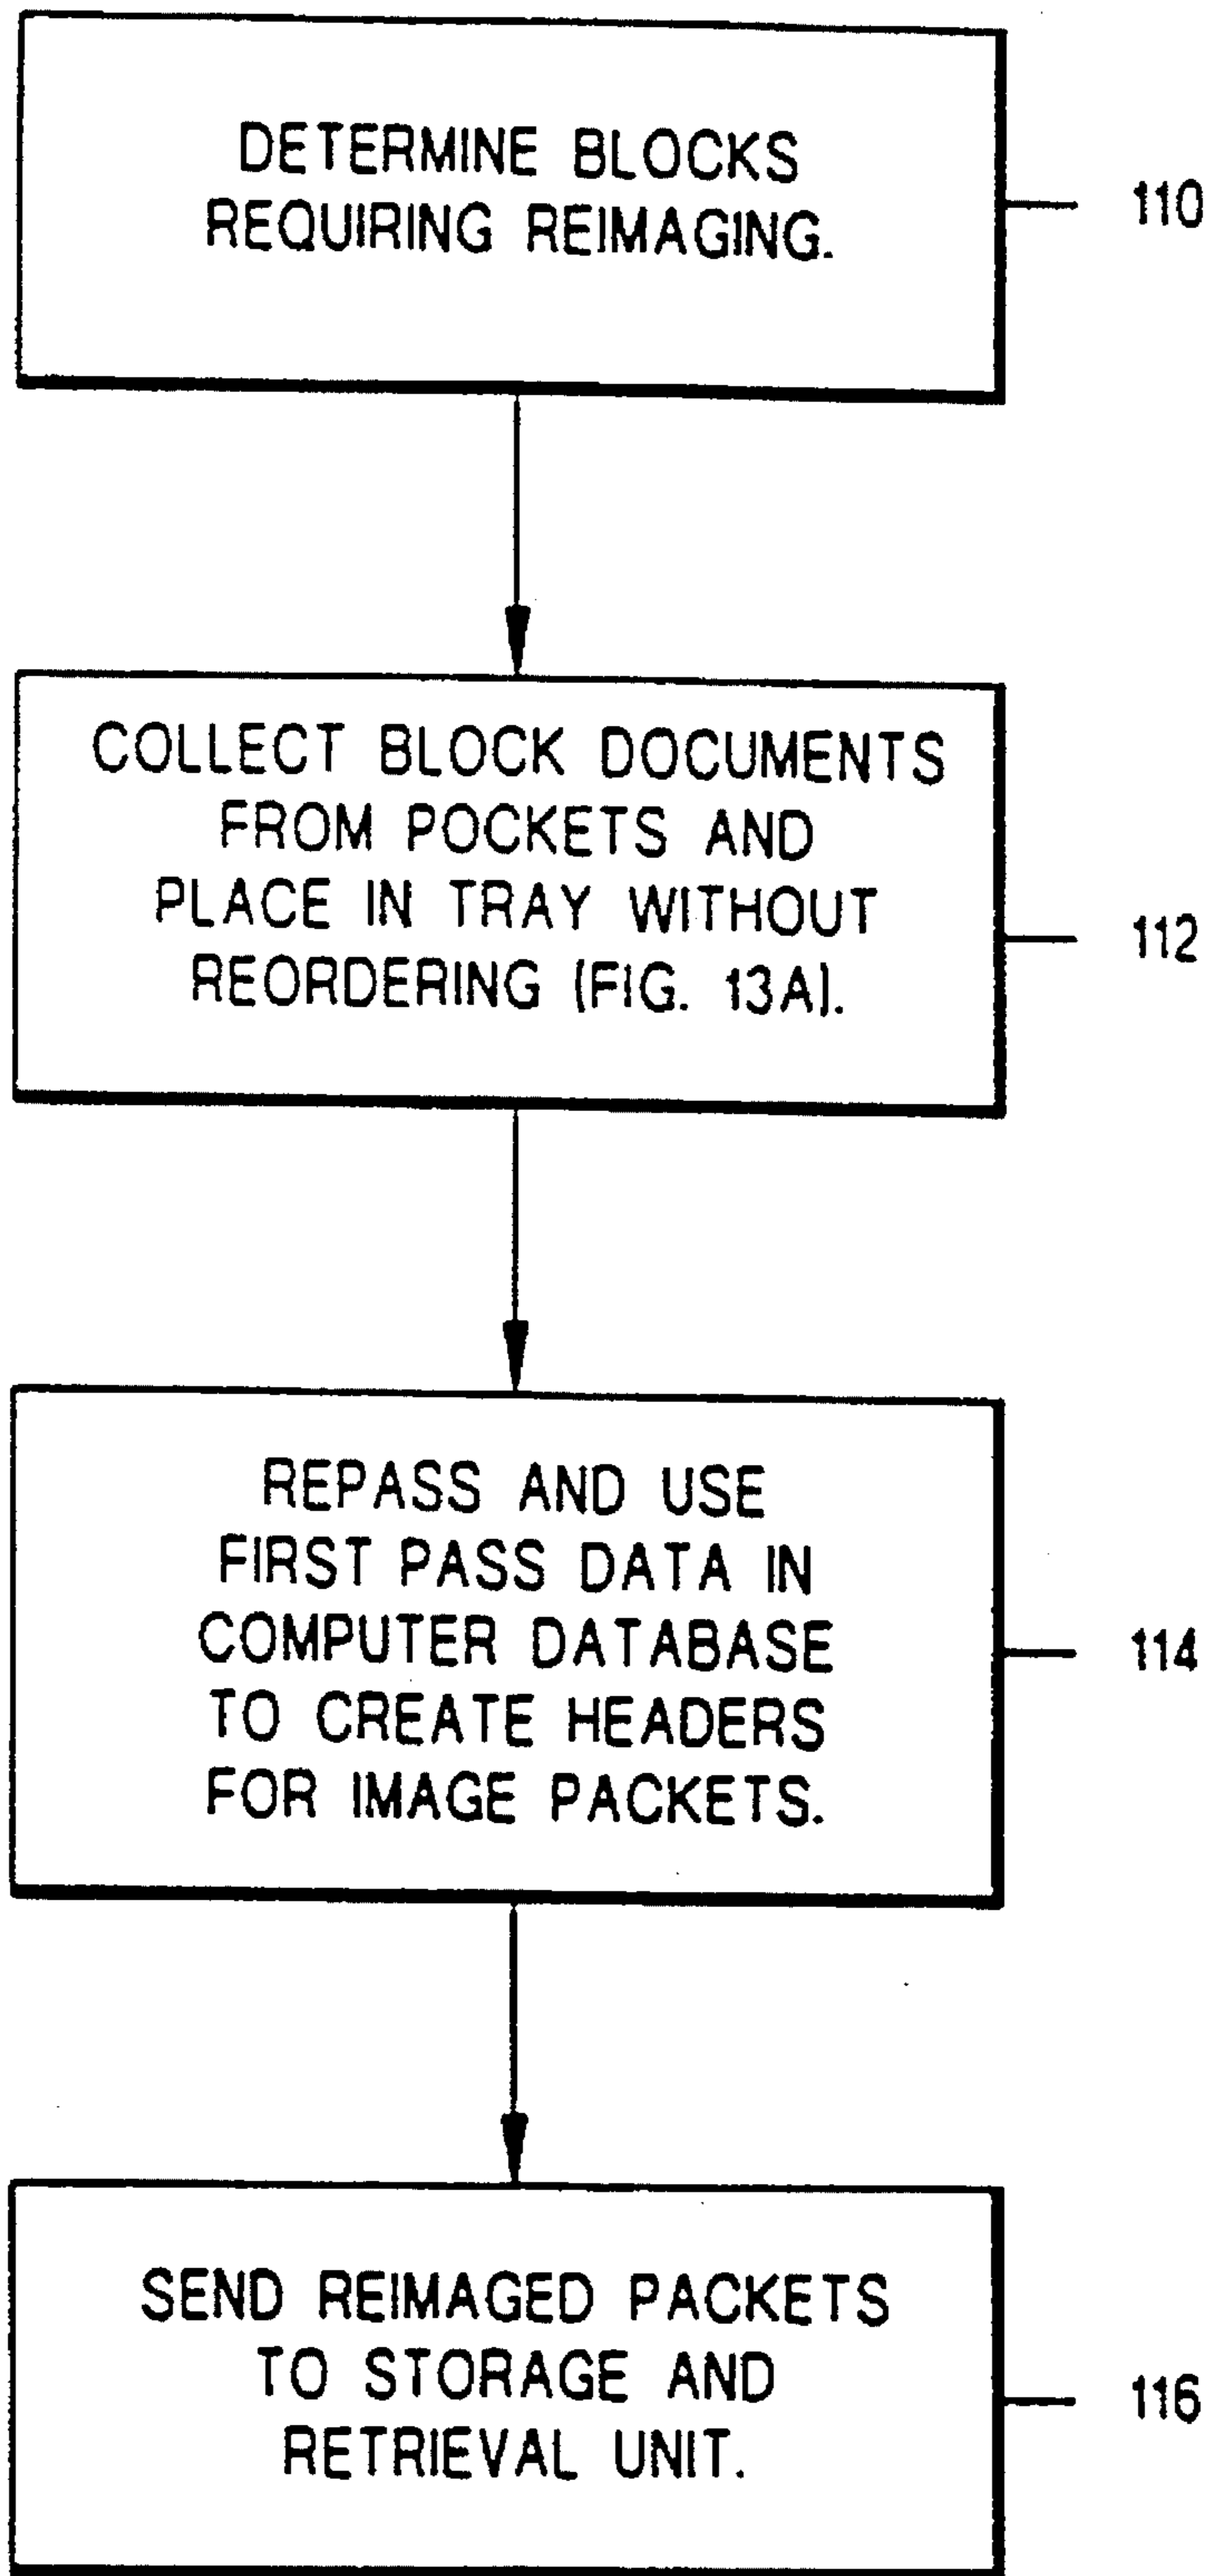 DETERMINE BLOCKS
REQUIRING REIMAGING.
110
COLLECT BLOCK DOCUMENTS
FROM POCKETS AND
PLACE IN TRAY WITHOUT
REORDERING (FIG. 13A).
112
REPASS AND USE
FIRST PASS DATA IN
COMPUTER DATABASE
TO CREATE HEADERS
FOR IMAGE PACKETS.
114
SEND REIMAGED PACKETS
TO STORAGE AND
RETRIEVAL UNIT.
116